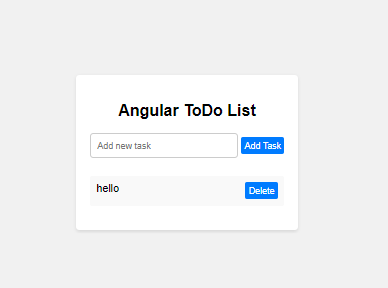 Angular ToDo List
Add new task Add Task
hello Delete